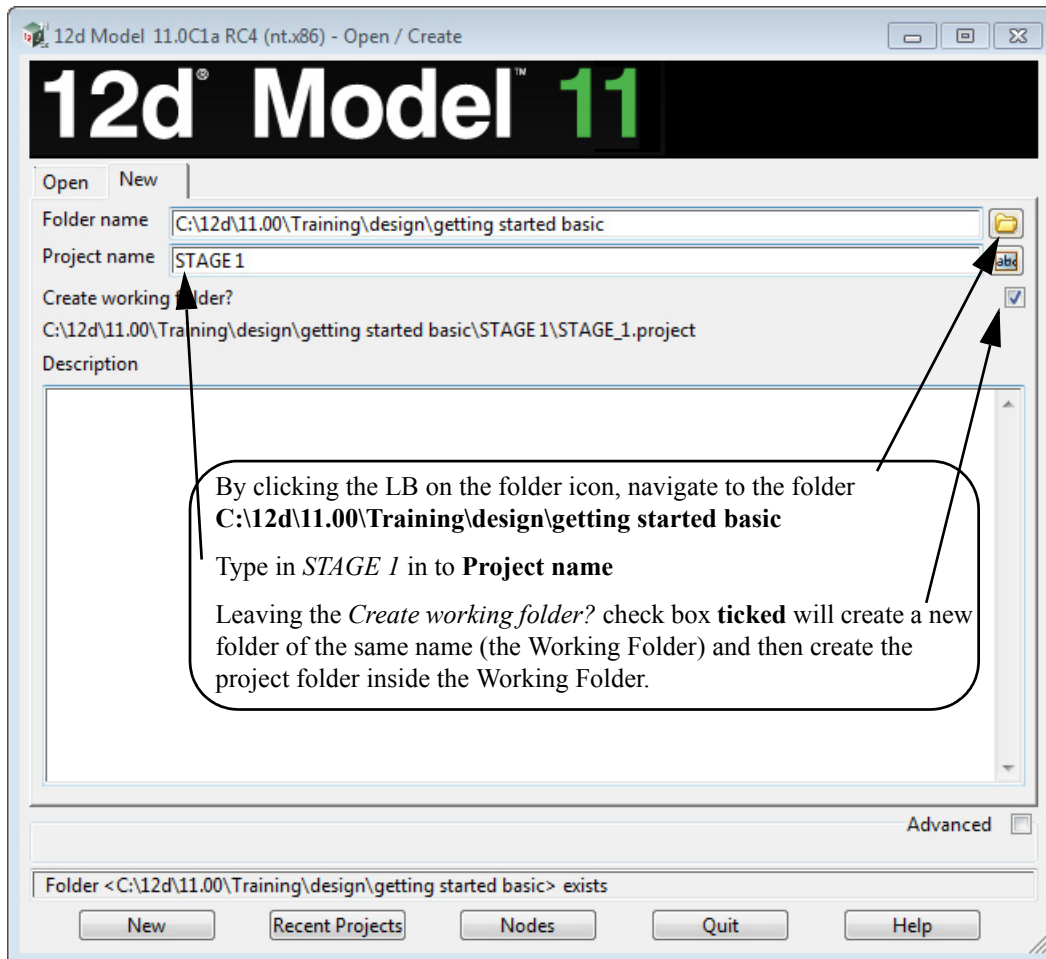 12d Model 11.0C1a RC4 (nt.x86) - Open / Create
12d® Model™ 11
Open New
Folder name C:\12d\11.00\Training\design\getting started basic
Project name STAGE 1
abc
Create working folder?
C:\12d\11.00\Training\design\getting started basic\STAGE 1\STAGE_1.project
Description
By clicking the LB on the folder icon, navigate to the folder
C:\12d\11.00\Training\design\getting started basic
Type in STAGE 1 in to Project name
Leaving the Create working folder? check box ticked will create a new
folder of the same name (the Working Folder) and then create the
project folder inside the Working Folder.
Advanced
Folder <C:\12d\11.00\Training\design\getting started basic> exists
New Recent Projects Nodes Quit Help